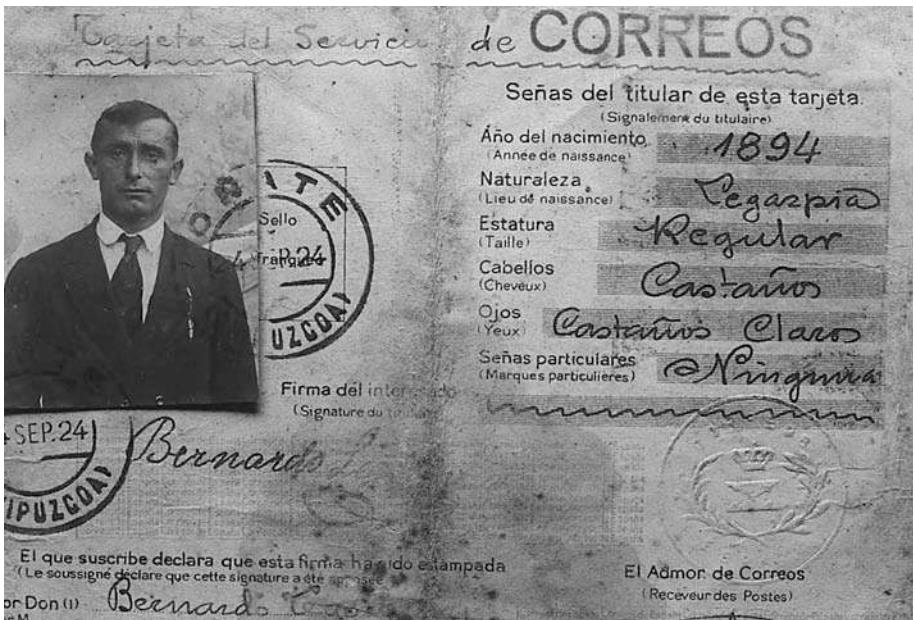 Tarjeta del Servicio de CORREOS
Señas del titular de esta tarjeta.
(Signalement du titulaire)
Año del nacimiento 1894
(Année de naissance)
Naturaleza Legazpia
(Lieu de naissance)
Estatura Regular
(Taille)
Cabellos Castaños
(Cheveux)
Ojos Castaños Claros
(Yeux)
Señas particulares Ninguna
(Marques particulières)
OÑATE
Sello
SEP.24
UZCOA)
Firma del interesado
(Signature du titulaire)
SEP.24
IPUZCOA)
Bernardo
El que suscribe declara que esta firma ha sido estampada
(Le soussigné déclare que cette signature a été apposée
or Don (1) Bernardo
El Admor. de Correos
(Receveur des Postes)